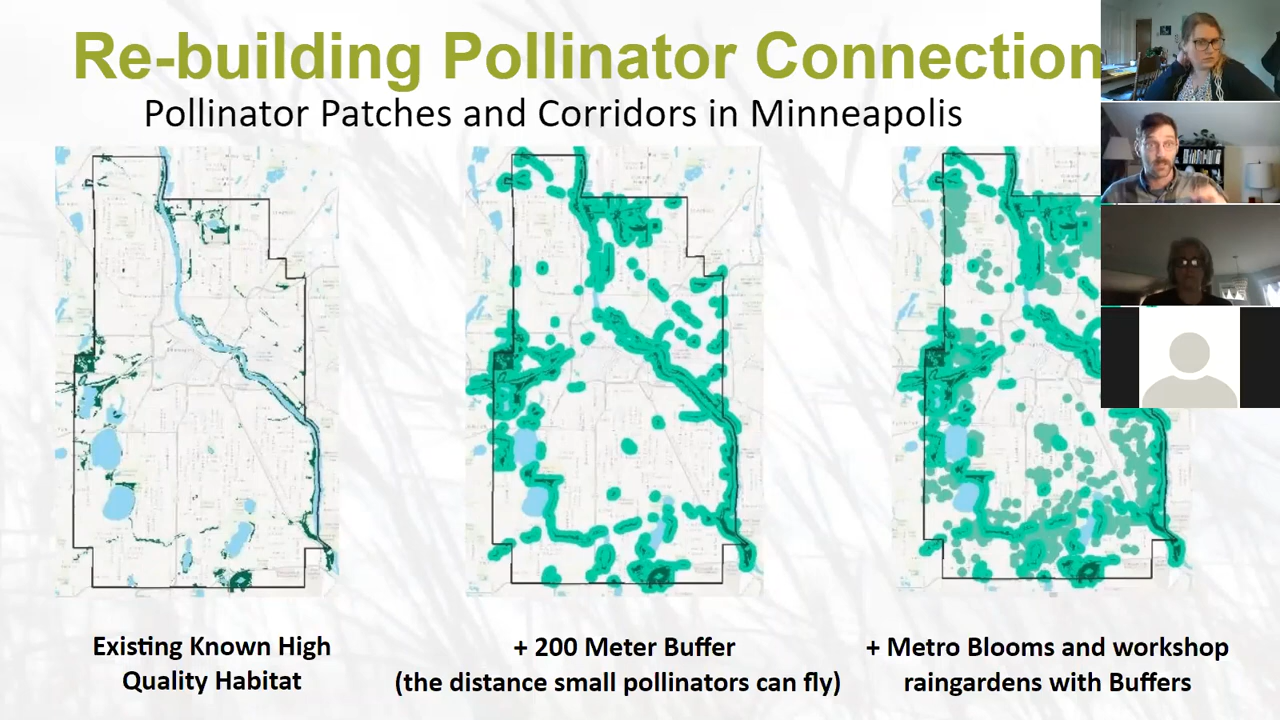 Re-building Pollinator Connection
Pollinator Patches and Corridors in Minneapolis
Existing Known High
Quality Habitat
+ 200 Meter Buffer
(the distance small pollinators can fly)
+ Metro Blooms and workshop
raingardens with Buffers